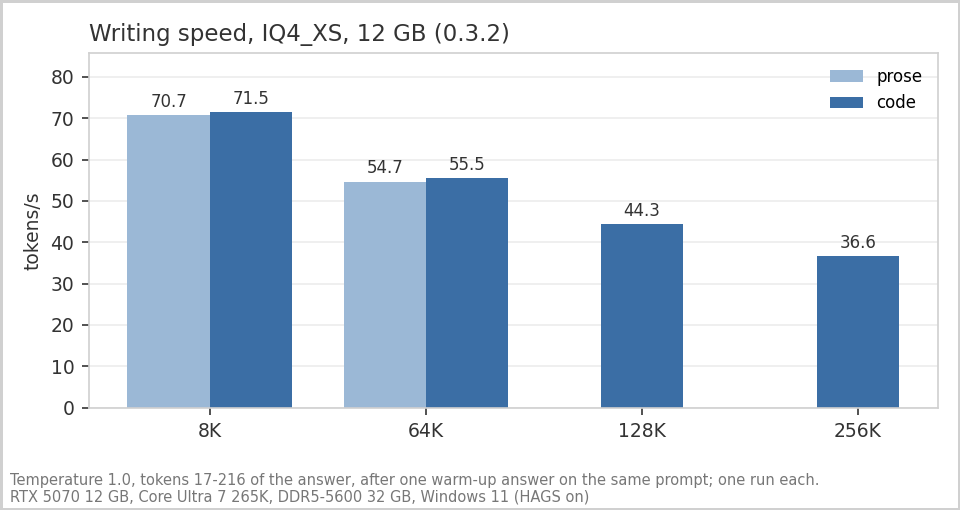 Writing speed, IQ4_XS, 12 GB (0.3.2)
prose
code
tokens/s
80
70
60
50
40
30
20
10
0
70.7 71.5
54.7 55.5
44.3
36.6
8K 64K 128K 256K
Temperature 1.0, tokens 17-216 of the answer, after one warm-up answer on the same prompt; one run each.
RTX 5070 12 GB, Core Ultra 7 265K, DDR5-5600 32 GB, Windows 11 (HAGS on)